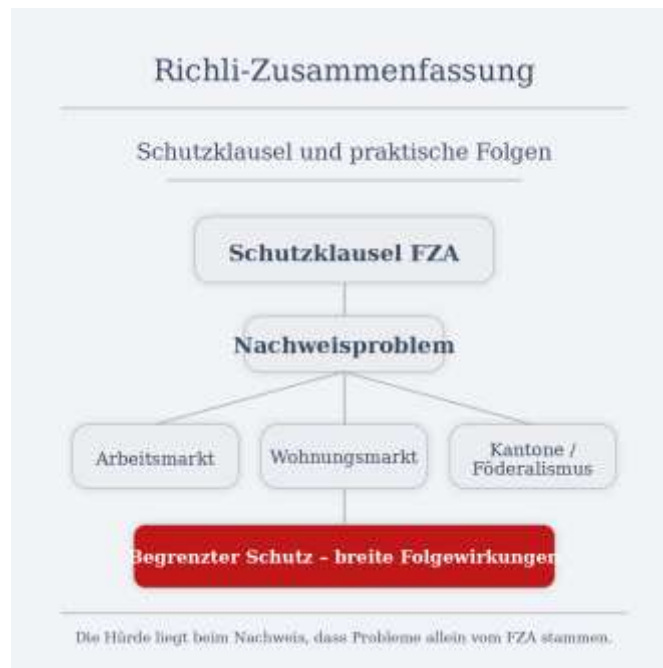 Richli-Zusammenfassung
Schutzklausel und praktische Folgen
Schutzklausel FZA
Nachweisproblem
Arbeitsmarkt
Wohnungsmarkt
Kantone /
Föderalismus
Begrenzter Schutz – breite Folgewirkungen
Die Hürde liegt beim Nachweis, dass Probleme allein vom FZA stammen.